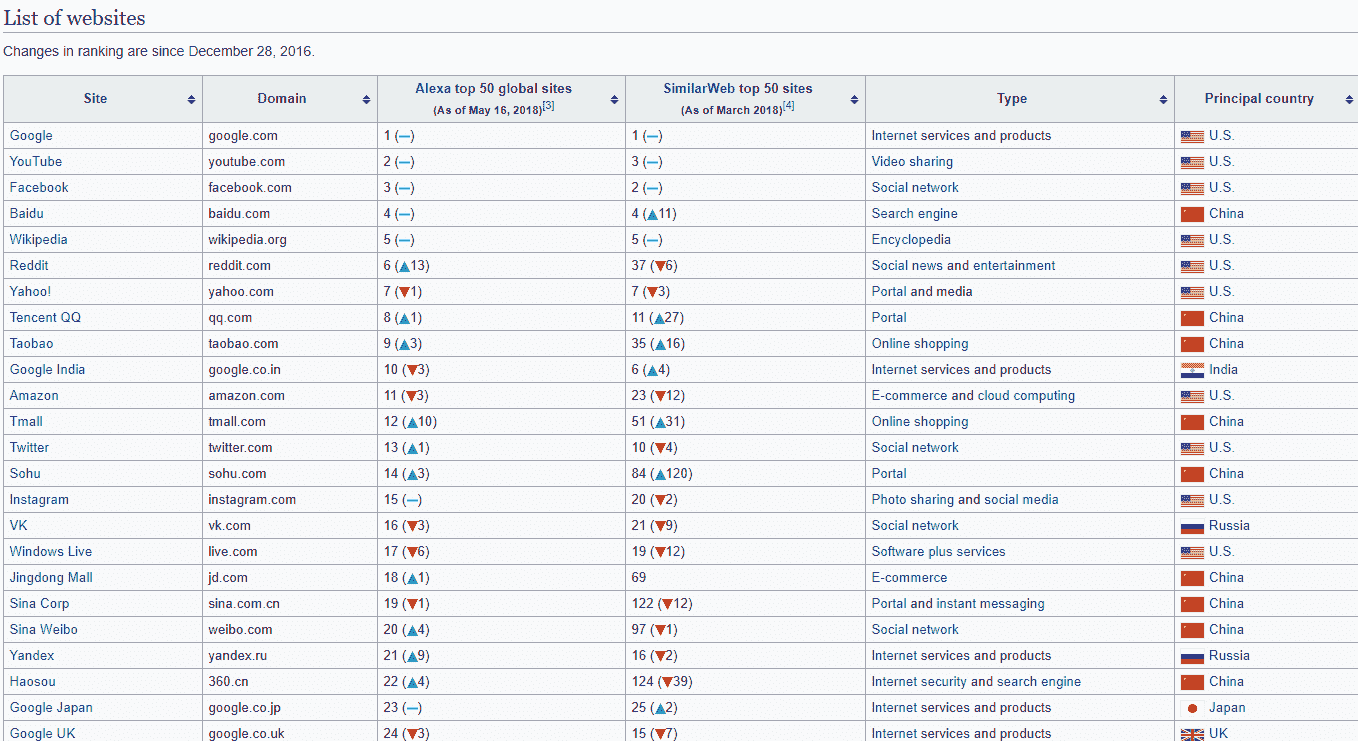 List of websites
Changes in ranking are since December 28, 2016.
Site Domain Alexa top 50 global sites (As of May 16, 2018)[3] SimilarWeb top 50 sites (As of March 2018)[4] Type Principal country
Google google.com 1 (—) 1 (—) Internet services and products U.S.
YouTube youtube.com 2 (—) 3 (—) Video sharing U.S.
Facebook facebook.com 3 (—) 2 (—) Social network U.S.
Baidu baidu.com 4 (—) 4 (▲11) Search engine China
Wikipedia wikipedia.org 5 (—) 5 (—) Encyclopedia U.S.
Reddit reddit.com 6 (▲13) 37 (▼6) Social news and entertainment U.S.
Yahoo! yahoo.com 7 (▼1) 7 (▼3) Portal and media U.S.
Tencent QQ qq.com 8 (▲1) 11 (▲27) Portal China
Taobao taobao.com 9 (▲3) 35 (▲16) Online shopping China
Google India google.co.in 10 (▼3) 6 (▲4) Internet services and products India
Amazon amazon.com 11 (▼3) 23 (▼12) E-commerce and cloud computing U.S.
Tmall tmall.com 12 (▲10) 51 (▲31) Online shopping China
Twitter twitter.com 13 (▲1) 10 (▼4) Social network U.S.
Sohu sohu.com 14 (▲3) 84 (▲120) Portal China
Instagram instagram.com 15 (—) 20 (▼2) Photo sharing and social media U.S.
VK vk.com 16 (▼3) 21 (▼9) Social network Russia
Windows Live live.com 17 (▼6) 19 (▼12) Software plus services U.S.
Jingdong Mall jd.com 18 (▲1) 69 E-commerce China
Sina Corp sina.com.cn 19 (▼1) 122 (▼12) Portal and instant messaging China
Sina Weibo weibo.com 20 (▲4) 97 (▼1) Social network China
Yandex yandex.ru 21 (▲9) 16 (▼2) Internet services and products Russia
Haosou 360.cn 22 (▲4) 124 (▼39) Internet security and search engine China
Google Japan google.co.jp 23 (—) 25 (▲2) Internet services and products Japan
Google UK google.co.uk 24 (▼3) 15 (▼7) Internet services and products UK